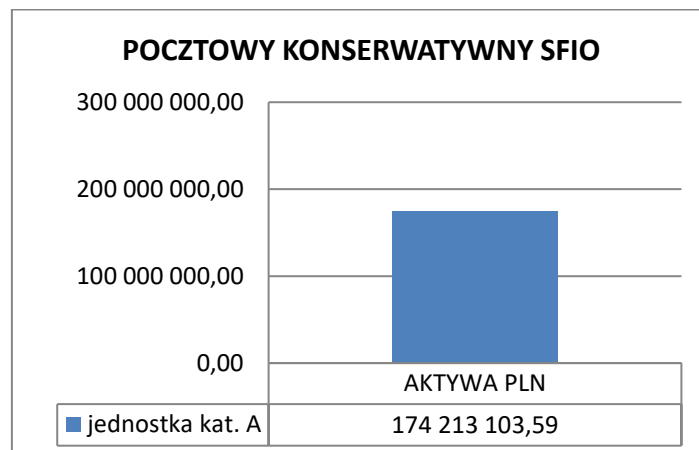 POCZTOWY KONSERWATYWNY SFIO
300 000 000,00
200 000 000,00
100 000 000,00
0,00
AKTYWA PLN
jednostka kat. A 174 213 103,59